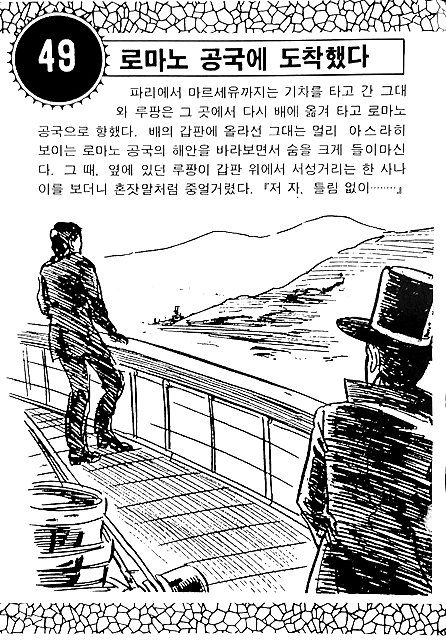 49
로마노 공국에 도착했다
파리에서 마르세유까지는 기차를 타고 간 그대
와 루팡은 그 곳에서 다시 배에 옮겨 타고 로마노
공국으로 향했다. 배의 갑판에 올라선 그대는 멀리 아스라히
보이는 로마노 공국의 해안을 바라보면서 숨을 크게 들이마신
다. 그 때, 옆에 있던 루팡이 갑판 위에서 서성거리는 한 사나
이를 보더니 혼잣말처럼 중얼거렸다. 『저 자, 틀림 없이……』